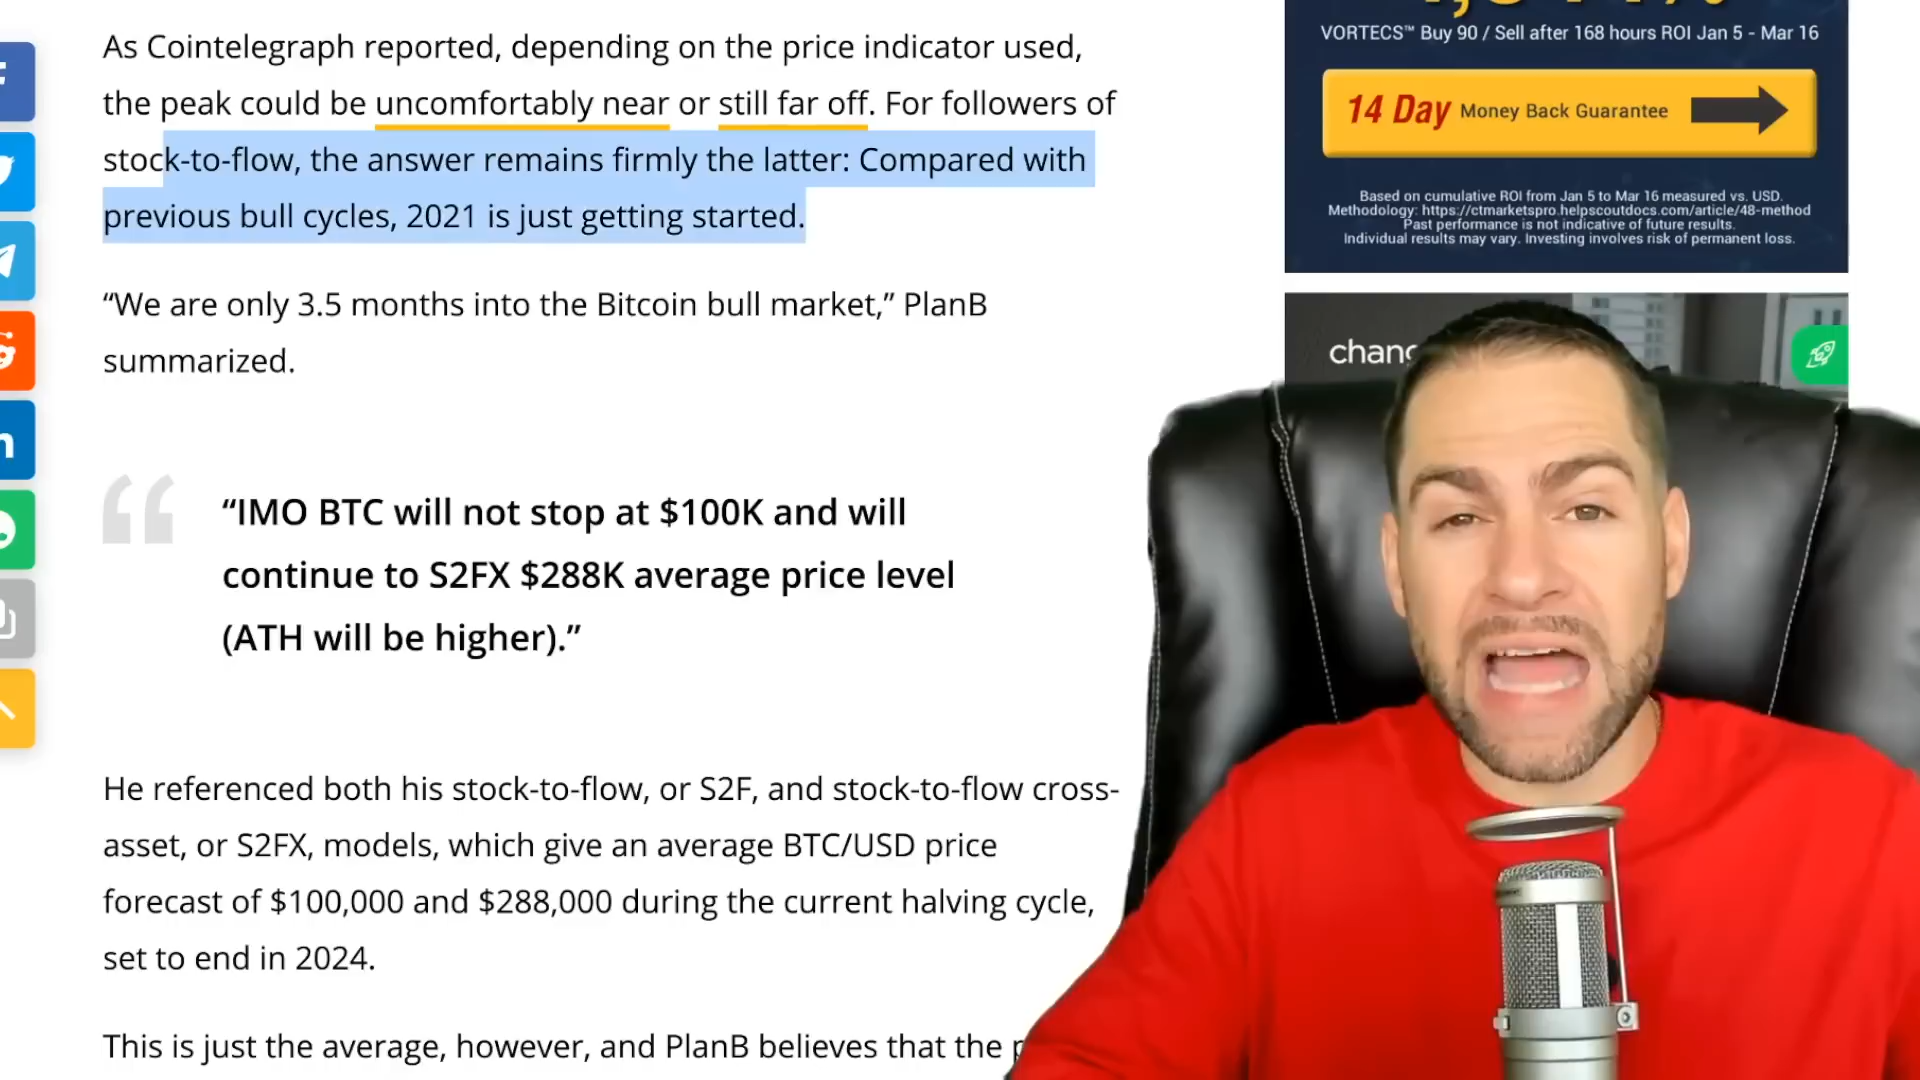 As Cointelegraph reported, depending on the price indicator used,
the peak could be uncomfortably near or still far off. For followers of
stock-to-flow, the answer remains firmly the latter: Compared with
previous bull cycles, 2021 is just getting started.
“We are only 3.5 months into the Bitcoin bull market,” PlanB
summarized.
“IMO BTC will not stop at $100K and will
continue to S2FX $288K average price level
(ATH will be higher).”
He referenced both his stock-to-flow, or S2F, and stock-to-flow cross-
asset, or S2FX, models, which give an average BTC/USD price
forecast of $100,000 and $288,000 during the current halving cycle,
set to end in 2024.
This is just the average, however, and PlanB believes that the
VORTECS™ Buy 90 / Sell after 168 hours ROI Jan 5 - Mar 16
14 Day Money Back Guarantee
Based on cumulative ROI from Jan 5 to Mar 16 measured vs. USD.
Methodology: https://ctmarketspro.helpscoutdocs.com/article/48-method
Past performance is not indicative of future results.
Individual results may vary. Investing involves risk of permanent loss.